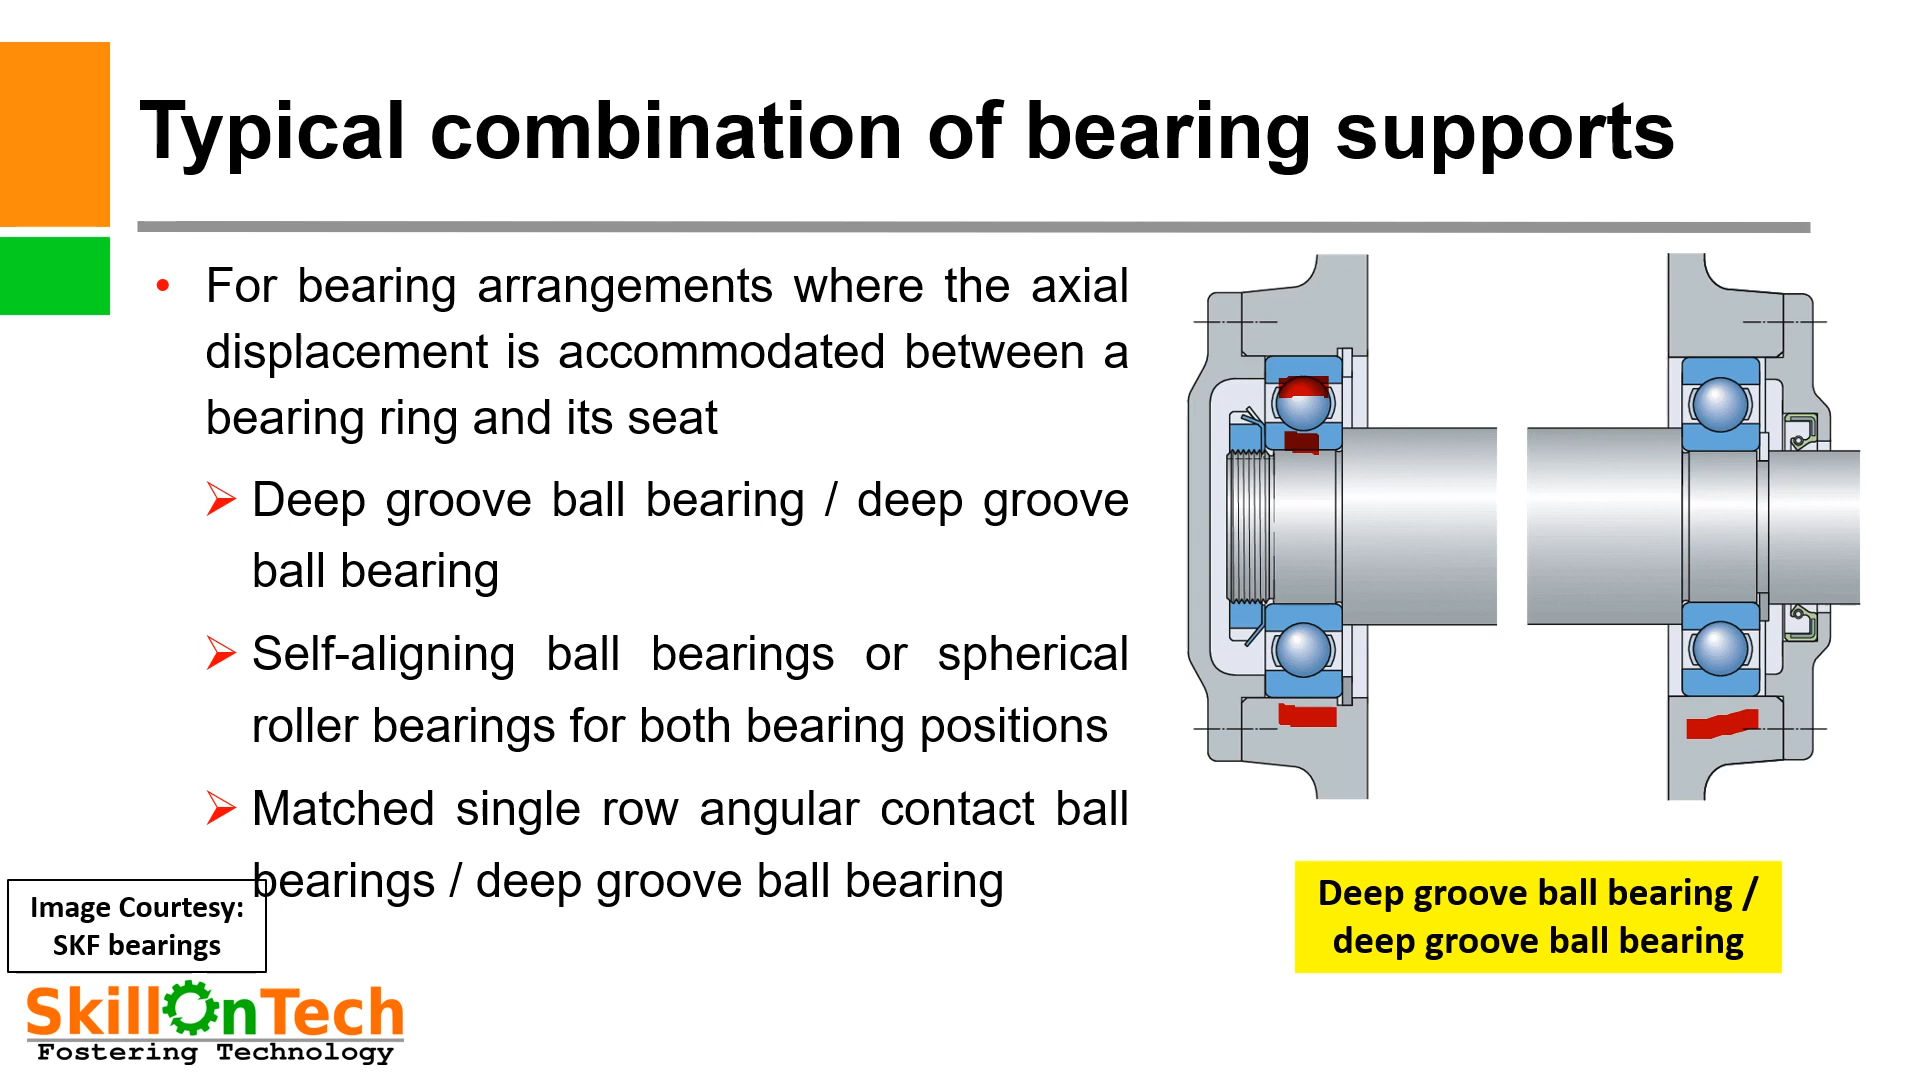 Typical combination of bearing supports
• For bearing arrangements where the axial
displacement is accommodated between a
bearing ring and its seat
➢ Deep groove ball bearing / deep groove
ball bearing
➢ Self-aligning ball bearings or spherical
roller bearings for both bearing positions
➢ Matched single row angular contact ball
bearings / deep groove ball bearing
Deep groove ball bearing /
deep groove ball bearing
Image Courtesy:
SKF bearings
SkillOnTech
Fostering Technology